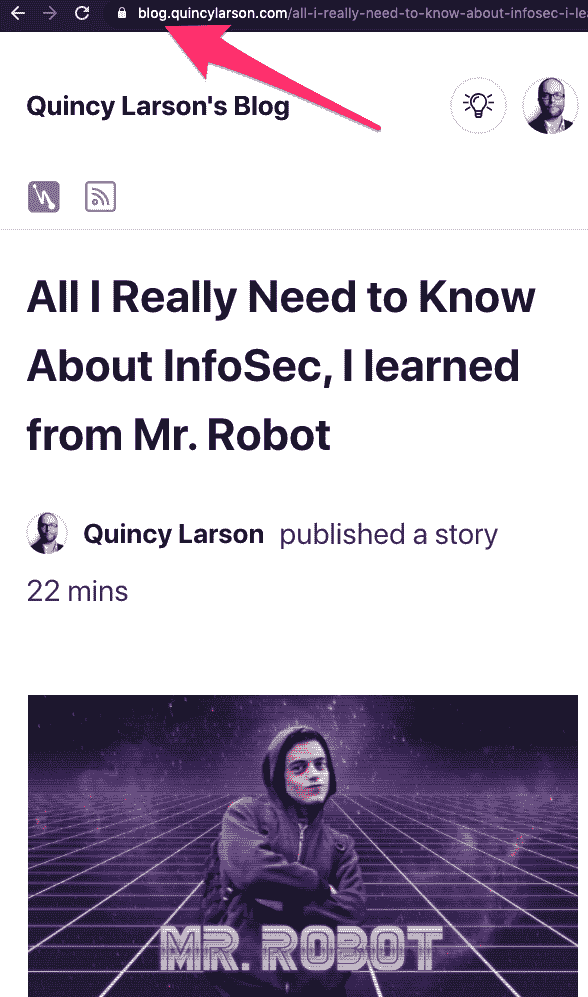 blog.quincylarson.com/all-i-really-need-to-know-about-infosec-i-lea
Quincy Larson's Blog
All I Really Need to Know
About InfoSec, I learned
from Mr. Robot
Quincy Larson published a story
22 mins
MR. ROBOT